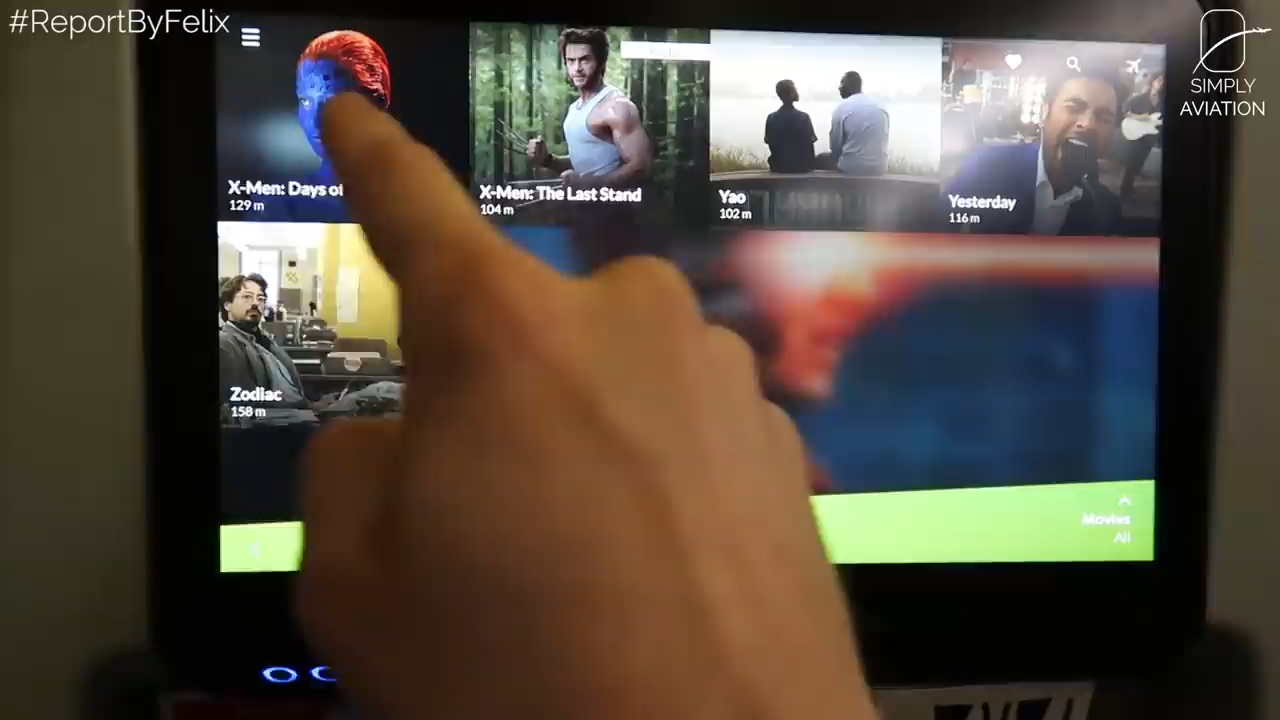 #ReportByFelix
SIMPLY
AVIATION
X-Men: Days of
129 m
X-Men: The Last Stand
104 m
Yao
102 m
Yesterday
116 m
Zodiac
158 m
Movies
All